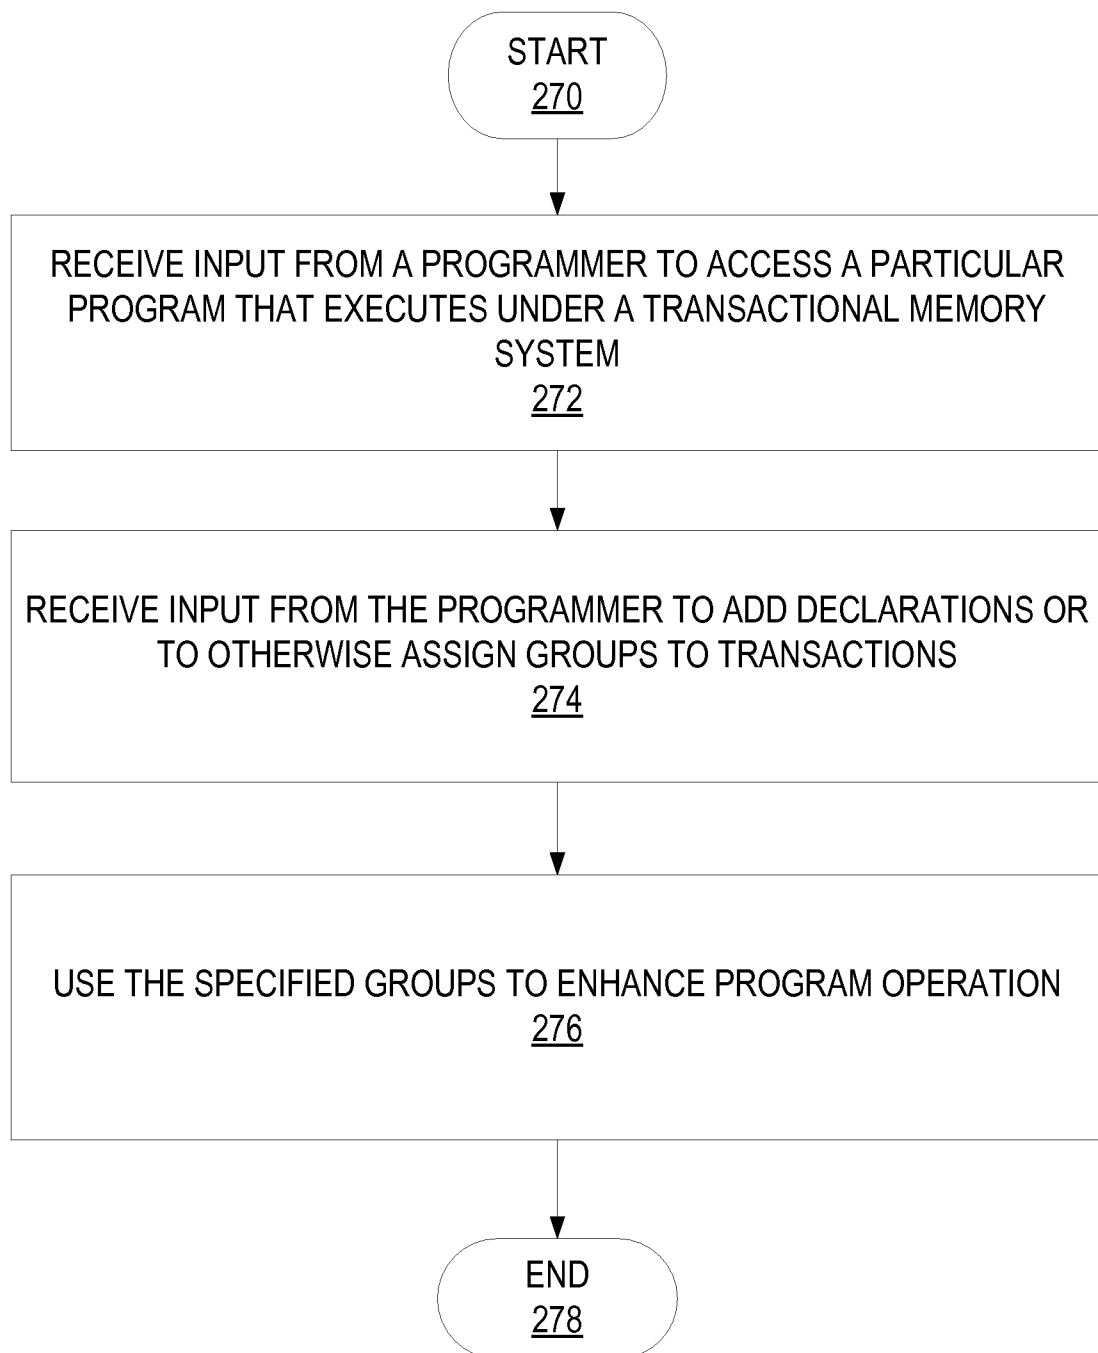 START
270
RECEIVE INPUT FROM A PROGRAMMER TO ACCESS A PARTICULAR
PROGRAM THAT EXECUTES UNDER A TRANSACTIONAL MEMORY
SYSTEM
272
RECEIVE INPUT FROM THE PROGRAMMER TO ADD DECLARATIONS OR
TO OTHERWISE ASSIGN GROUPS TO TRANSACTIONS
274
USE THE SPECIFIED GROUPS TO ENHANCE PROGRAM OPERATION
276
END
278